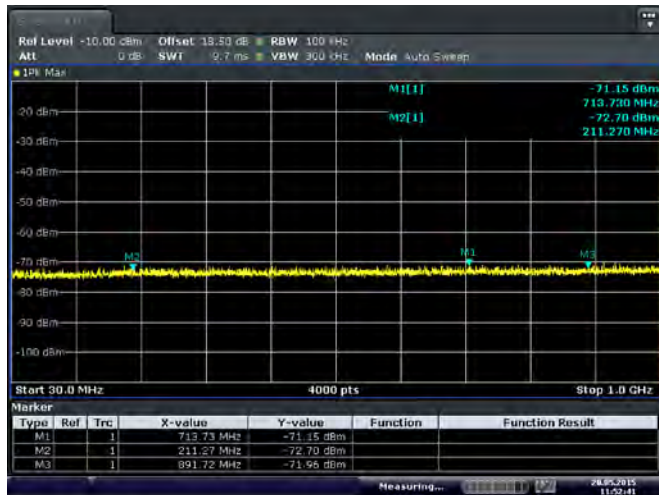 Ref Level -10.00 dBm Offset 18.50 dB RBW 100 kHz
Att 0 dB SWT 9.7 ms VBW 300 kHz Mode Auto Sweep
1Pk Max
M1[1] -71.15 dBm
713.730 MHz
-20 dBm
M2[1] -72.70 dBm
211.270 MHz
-30 dBm
-40 dBm
-50 dBm
-60 dBm
-70 dBm
M2 M1 M3
-80 dBm
-90 dBm
-100 dBm
Start 30.0 MHz 4000 pts Stop 1.0 GHz
Marker
Type Ref Trc X-value Y-value Function Function Result
M1 1 713.73 MHz -71.15 dBm
M2 1 211.27 MHz -72.70 dBm
M3 1 891.72 MHz -71.96 dBm
Measuring... 28.05.2015
11:52:41